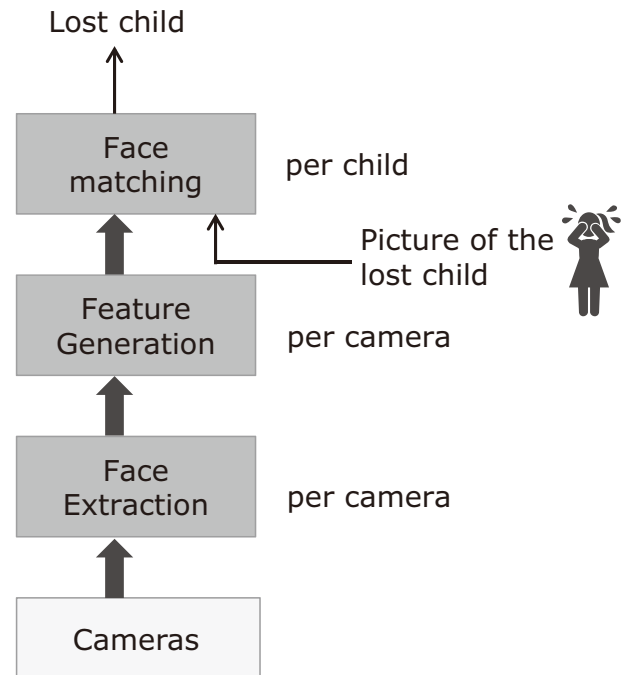 Lost child
Face
matching
per child
Picture of the
lost child
Feature
Generation
per camera
Face
Extraction
per camera
Cameras